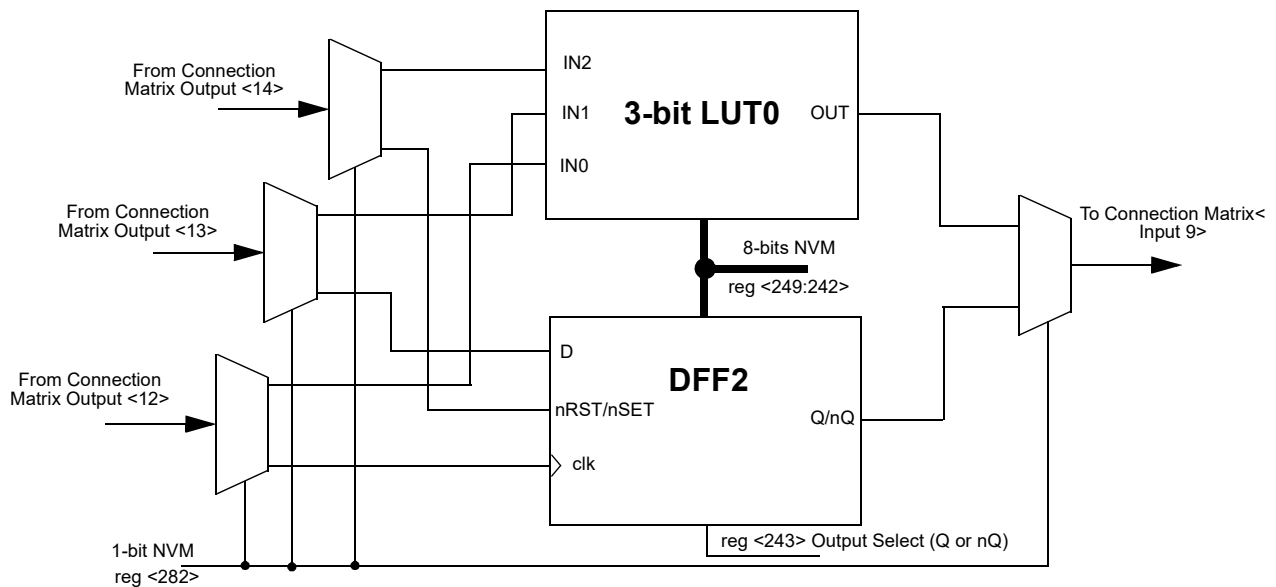 From Connection
Matrix Output <14>
IN2
IN1
IN0
3-bit LUT0
OUT
From Connection
Matrix Output <13>
To Connection Matrix<
Input 9>
8-bits NVM
reg <249:242>
From Connection
Matrix Output <12>
D
DFF2
nRST/nSET
Q/nQ
clk
1-bit NVM
reg <282>
reg <243> Output Select (Q or nQ)